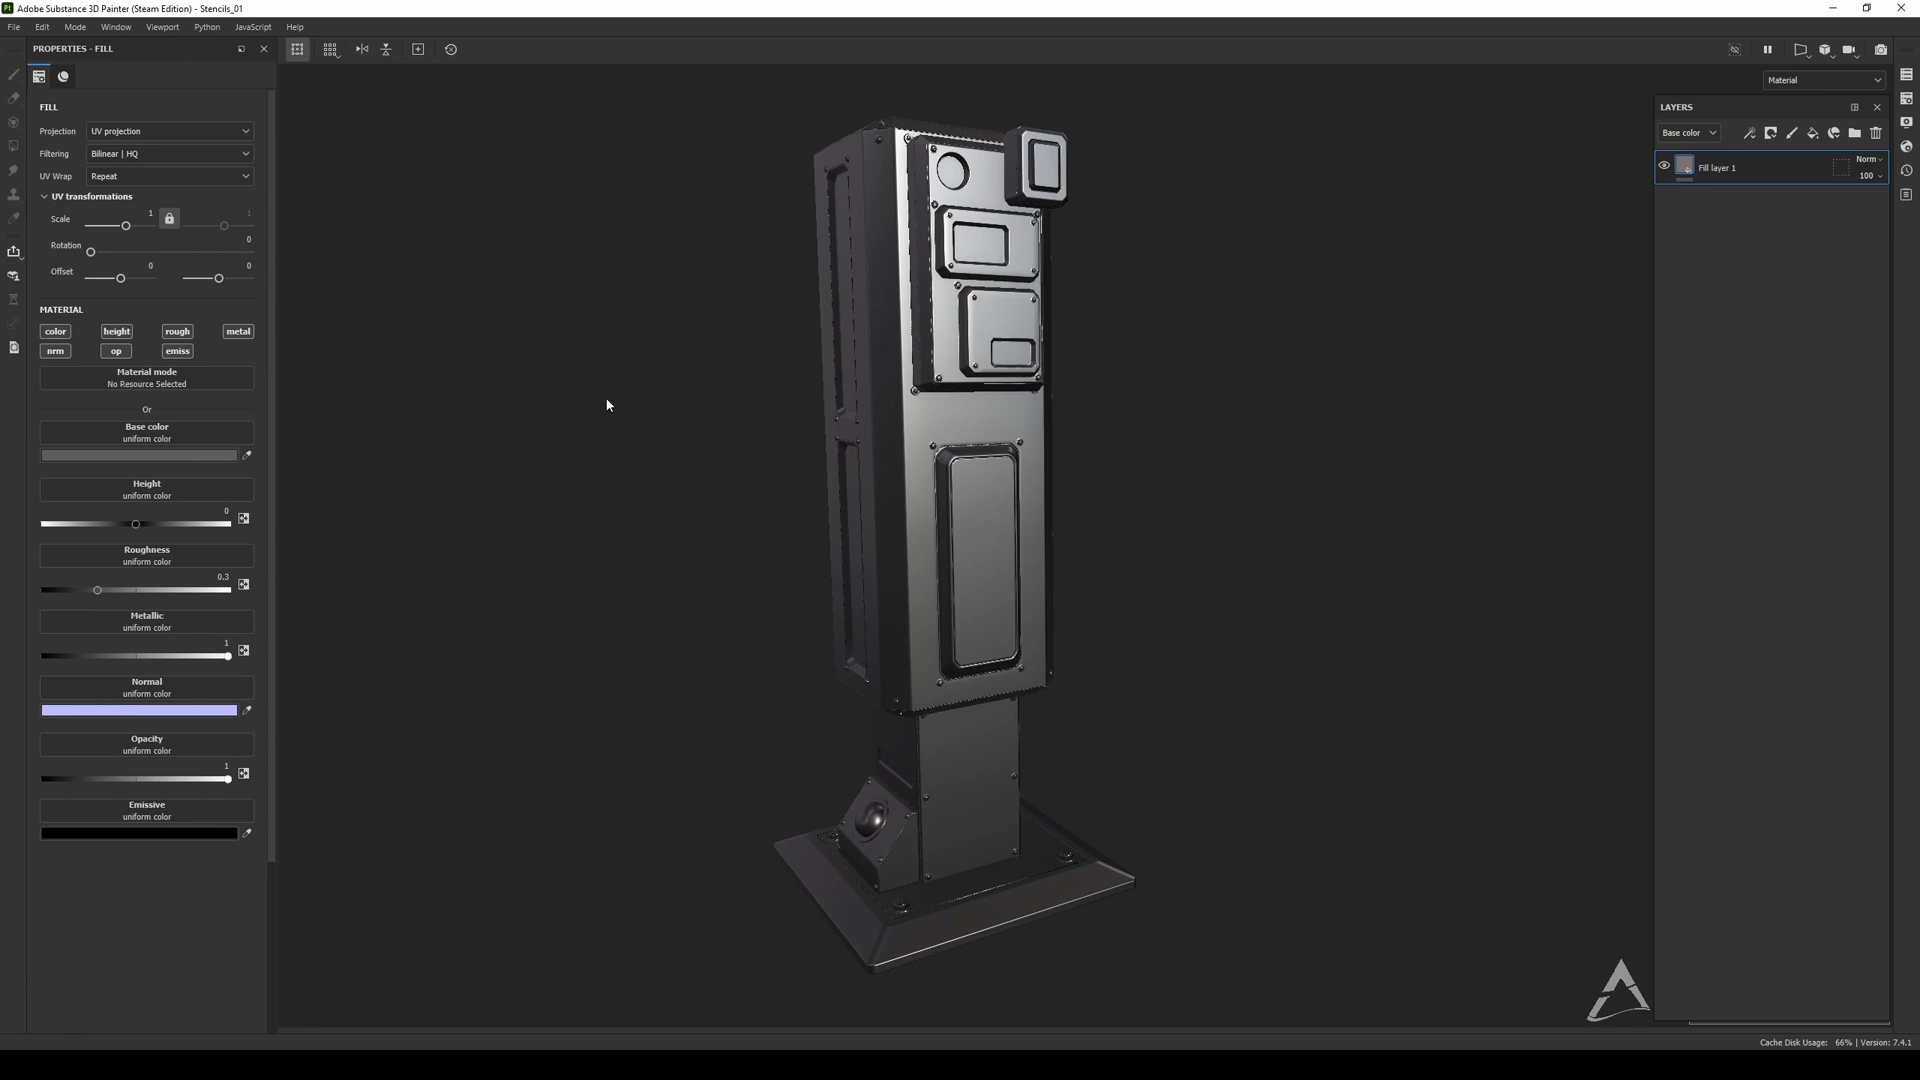 Adobe Substance 3D Painter (Steam Edition) - Stencils_01
File Edit Mode Window Viewport Python JavaScript Help
PROPERTIES - FILL
FILL
Projection UV projection
Filtering Bilinear | HQ
UV Wrap Repeat
UV transformations
Scale 1 1
Rotation 0
Offset 0 0
MATERIAL
color height rough metal
nrm op emiss
Material mode
No Resource Selected
Or
Base color
uniform color
Height
uniform color
0
Roughness
uniform color
0.3
Metallic
uniform color
1
Normal
uniform color
Opacity
uniform color
1
Emissive
uniform color
Material
LAYERS
Base color
Fill layer 1
Norm
100
Cache Disk Usage: 66% | Version: 7.4.1